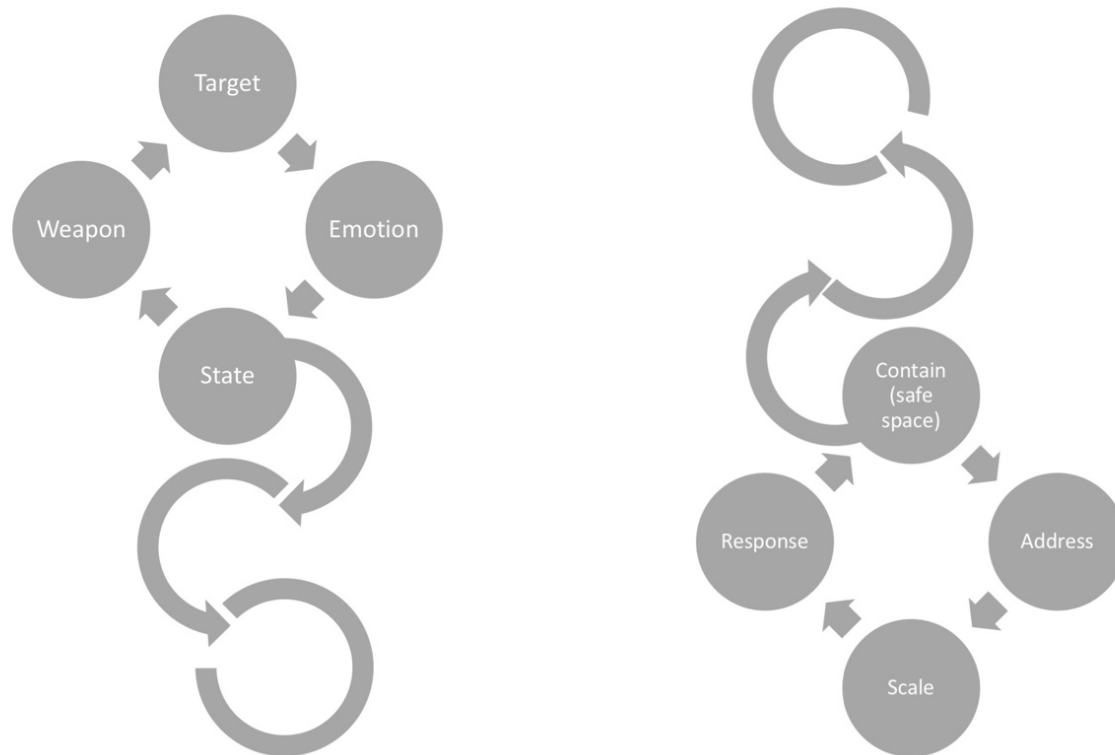 Target
Weapon
Emotion
State
Contain
(safe
space)
Response
Address
Scale